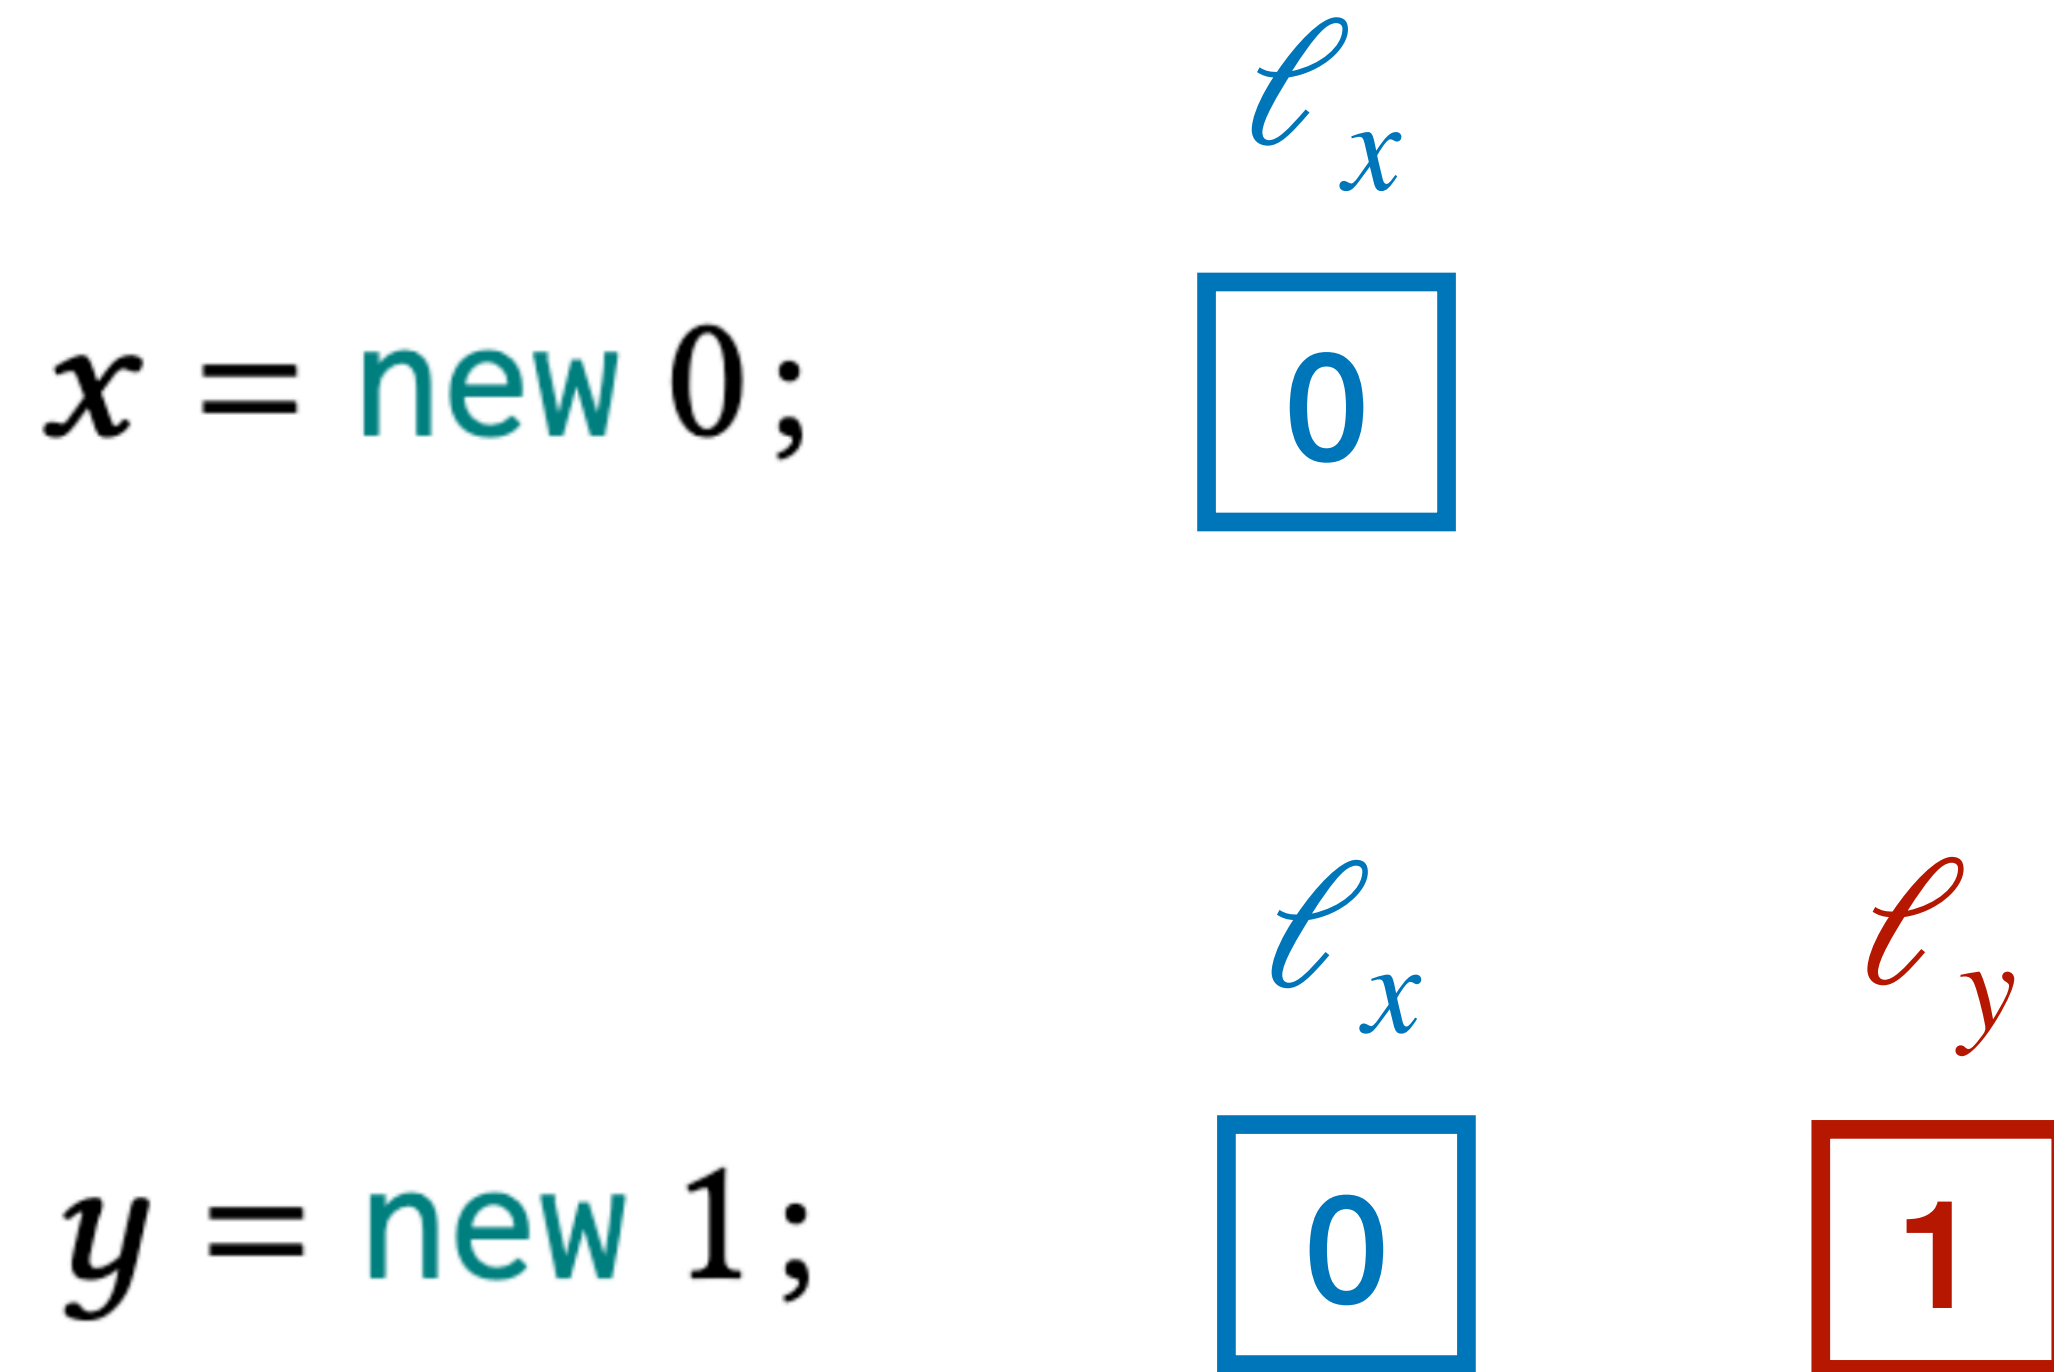 ℓx
x = new 0;
0
ℓx ℓy
y = new 1;
0 1